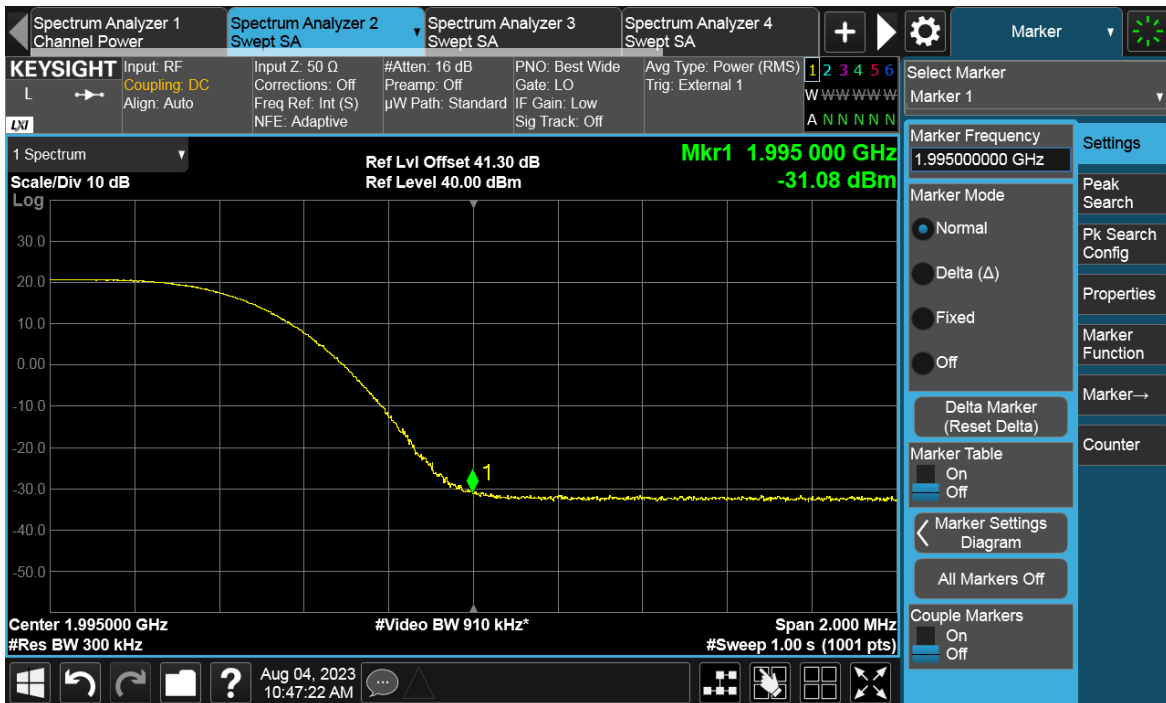 Spectrum Analyzer 1
Channel Power
Spectrum Analyzer 2
Swept SA
Spectrum Analyzer 3
Swept SA
Spectrum Analyzer 4
Swept SA
Marker
KEYSIGHT
L
LXI
Input: RF
Coupling: DC
Align: Auto
Input Z: 50 Ω
Corrections: Off
Freq Ref: Int (S)
NFE: Adaptive
#Atten: 16 dB
Preamp: Off
µW Path: Standard
PNO: Best Wide
Gate: LO
IF Gain: Low
Sig Track: Off
Avg Type: Power (RMS)
Trig: External 1
1 2 3 4 5 6
W W W W W W
A N N N N N
Select Marker
Marker 1
1 Spectrum
Scale/Div 10 dB
Log
Ref Lvl Offset 41.30 dB
Ref Level 40.00 dBm
Mkr1 1.995 000 GHz
-31.08 dBm
30.0
20.0
10.0
0.00
-10.0
-20.0
-30.0
-40.0
-50.0
1
Center 1.995000 GHz
#Res BW 300 kHz
#Video BW 910 kHz*
Span 2.000 MHz
#Sweep 1.00 s (1001 pts)
Marker Frequency
1.995000000 GHz
Marker Mode
Normal
Delta (Δ)
Fixed
Off
Delta Marker
(Reset Delta)
Marker Table
On
Off
Marker Settings
Diagram
All Markers Off
Couple Markers
On
Off
Settings
Peak
Search
Pk Search
Config
Properties
Marker
Function
Marker→
Counter
?
Aug 04, 2023
10:47:22 AM